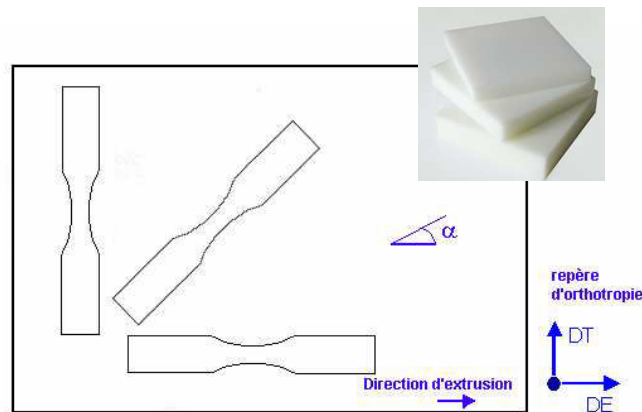 α
repère
d'orthotropie
DT
Direction d'extrusion
DE